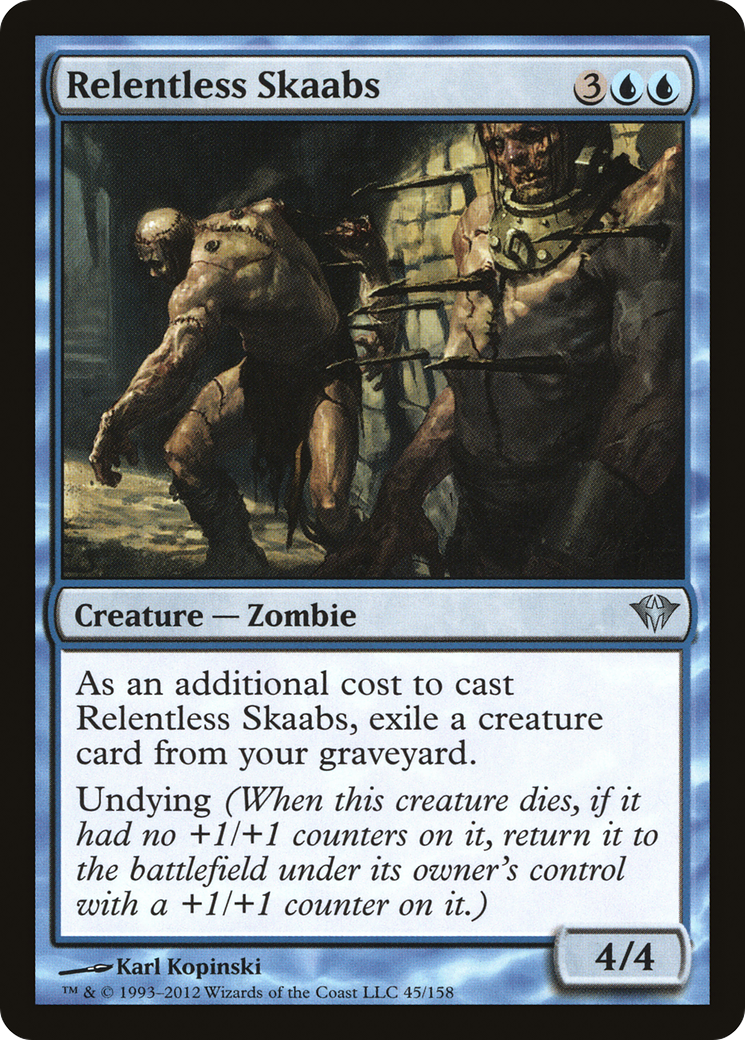 Relentless Skaabs 3
Creature — Zombie
As an additional cost to cast
Relentless Skaabs, exile a creature
card from your graveyard.
Undying (When this creature dies, if it
had no +1/+1 counters on it, return it to
the battlefield under its owner's control
with a +1/+1 counter on it.)
4/4
Karl Kopinski
™ & © 1993–2012 Wizards of the Coast LLC 45/158